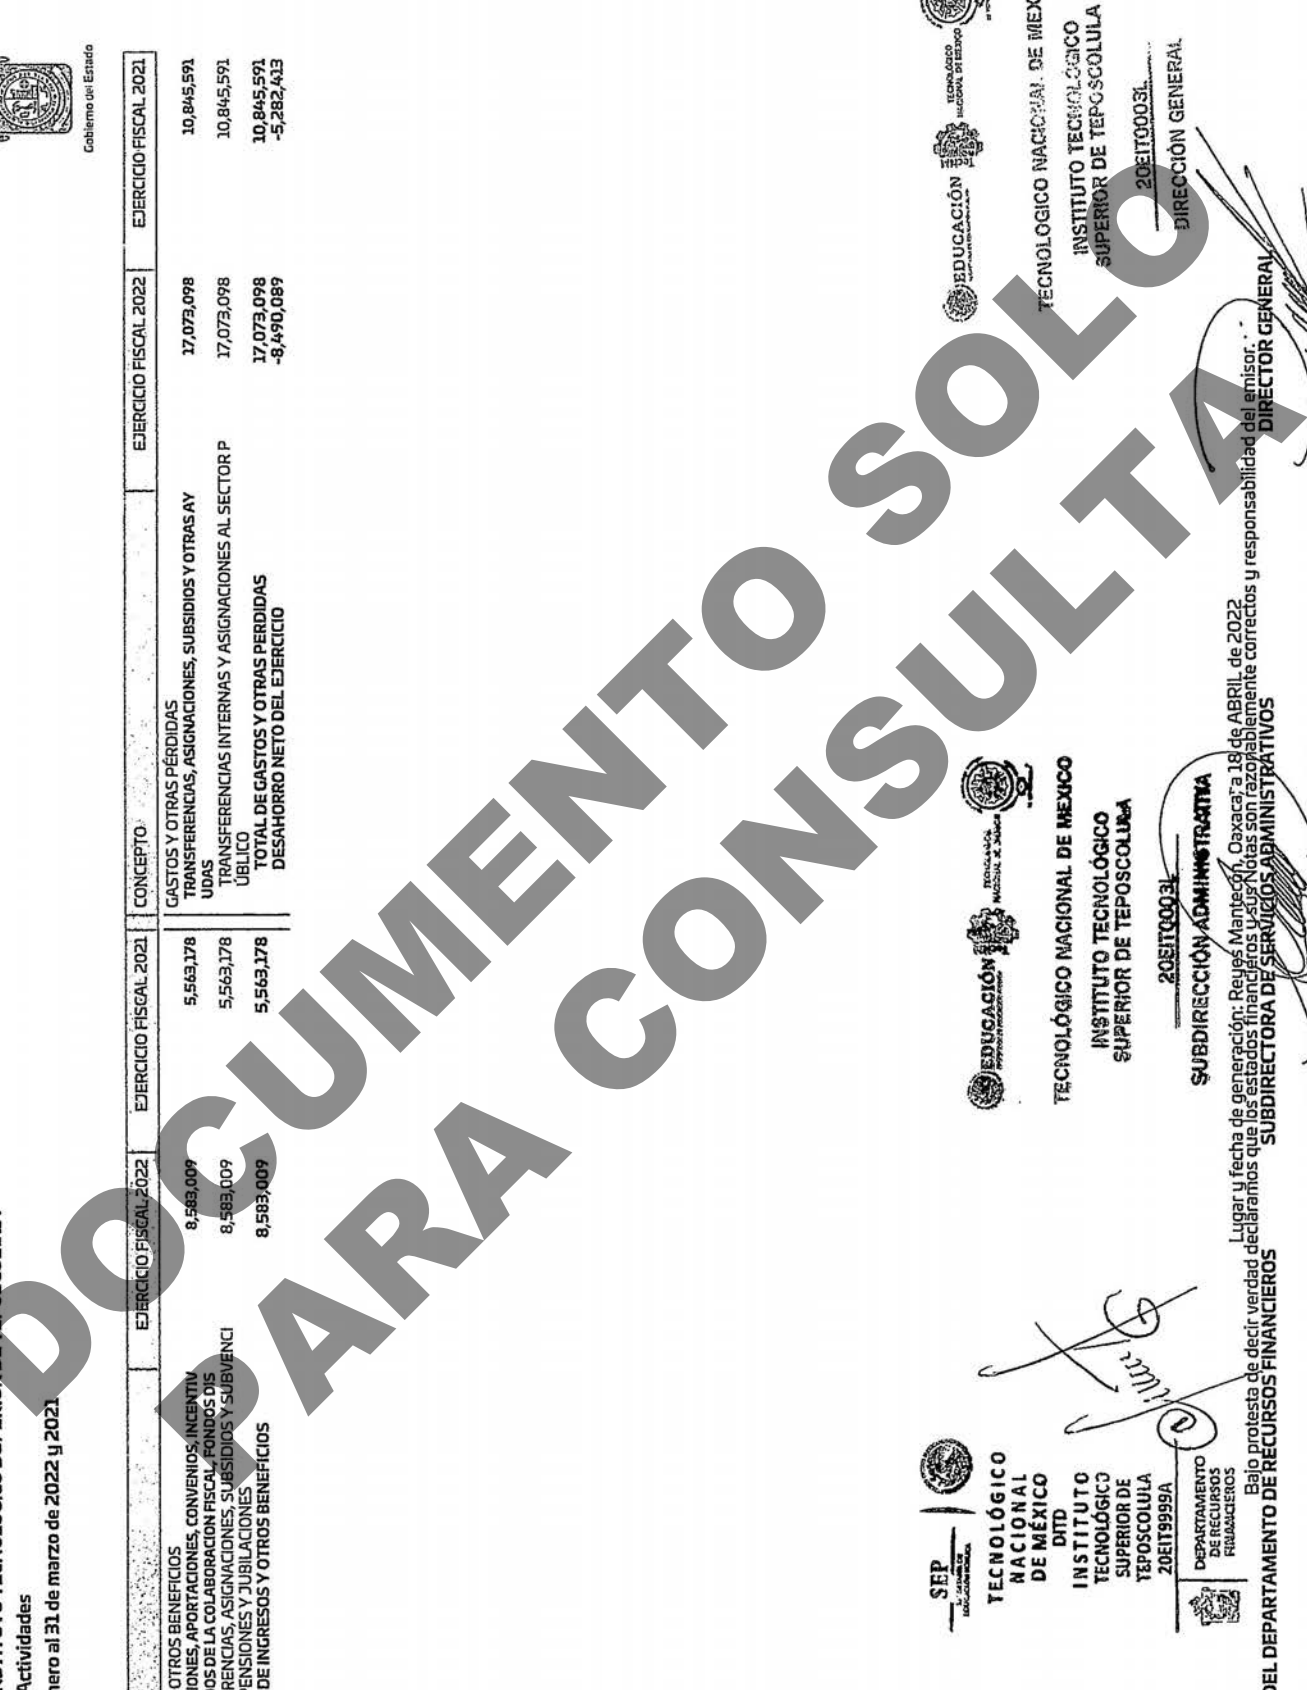 Gobierno del Estado
Actividades
nero al 31 de marzo de 2022 y 2021
EJERCICIO FISCAL 2022 EJERCICIO FISCAL 2021 CONCEPTO EJERCICIO FISCAL 2022 EJERCICIO FISCAL 2021
OTROS BENEFICIOS GASTOS Y OTRAS PÉRDIDAS
IONES, APORTACIONES, CONVENIOS, INCENTIV 8,583,009 5,563,178 TRANSFERENCIAS, ASIGNACIONES, SUBSIDIOS Y OTRAS AY 17,073,098 10,845,591
OS DE LA COLABORACION FISCAL, FONDOS DIS UDAS
RENCIAS, ASIGNACIONES, SUBSIDIOS Y SUBVENCI 8,583,009 5,563,178 TRANSFERENCIAS INTERNAS Y ASIGNACIONES AL SECTOR P 17,073,098 10,845,591
ENSIONES Y JUBILACIONES ÚBLICO
DE INGRESOS Y OTROS BENEFICIOS 8,583,009 5,563,178 TOTAL DE GASTOS Y OTRAS PERDIDAS 17,073,098 10,845,591
DESAHORRO NETO DEL EJERCICIO -8,490,089 -5,282,413
DOCUMENTO SOLO
PARA CONSULTA
SEP
TECNOLÓGICO
NACIONAL
DE MÉXICO
DITD
INSTITUTO
TECNOLÓGICO
SUPERIOR DE
TEPOSCOLULA
20EIT9999A
DEPARTAMENTO
DE RECURSOS
FINANCIEROS
EDUCACIÓN
TECNOLÓGICO NACIONAL DE MEXICO
INSTITUTO TECNOLÓGICO
SUPERIOR DE TEPOSCOLULA
20EIT0003L
SUBDIRECCIÓN ADMINISTRATIVA
EDUCACIÓN
TECNOLÓGICO
NACIONAL DE MEXICO
TECNOLOGICO NACIONAL DE MEX
INSTITUTO TECNOLÓGICO
SUPERIOR DE TEPOSCOLULA
20EIT0003L
DIRECCIÓN GENERAL
Lugar y fecha de generación: Reyes Mantecón, Oaxaca, a 18 de ABRIL de 2022
Bajo protesta de decir verdad declaramos que los estados financieros y sus Notas son razonablemente correctos y responsabilidad del emisor.
DEL DEPARTAMENTO DE RECURSOS FINANCIEROS SUBDIRECTORA DE SERVICIOS ADMINISTRATIVOS DIRECTOR GENERAL